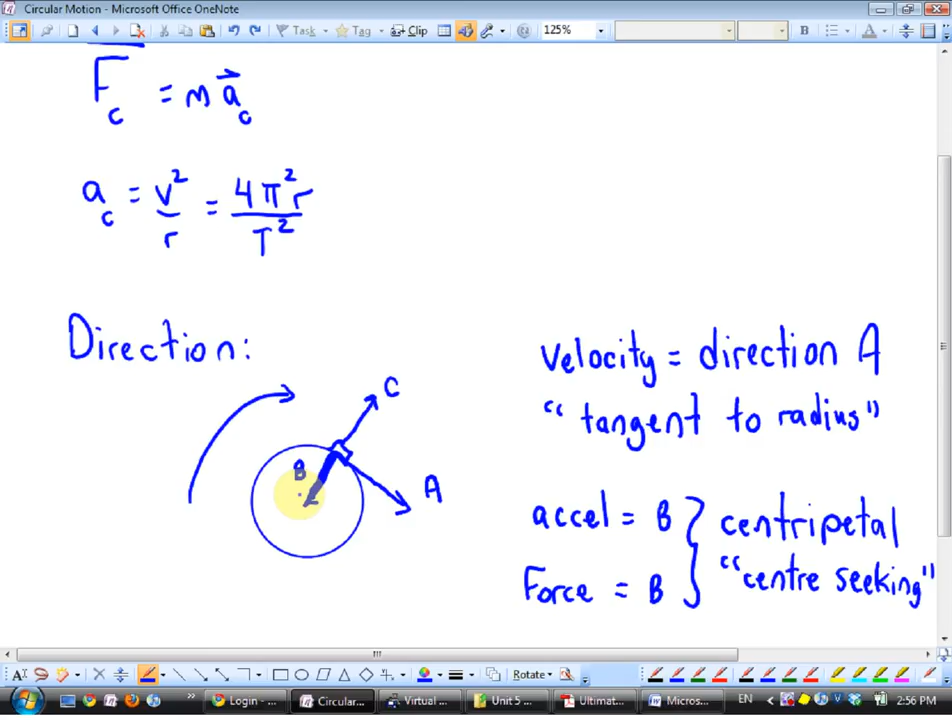 Circular Motion - Microsoft Office OneNote
Task Tag Clip 125% B
F_c = m a⃗_c
a_c = v²/r = 4π²r/T²
Direction:
velocity = direction A
"tangent to radius"
C
B
A
accel = B } centripetal
Force = B } "centre seeking"
Rotate
Login - Circular... Virtual ... Unit 5 ... Ultimat... Micros... EN 2:56 PM